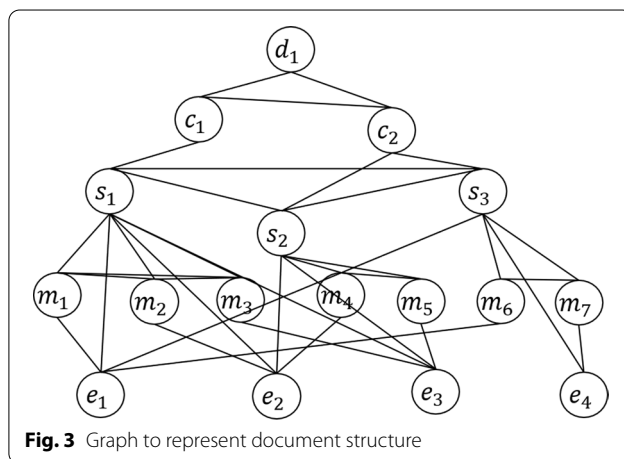 d₁
c₁ c₂
s₁ s₂ s₃
m₁ m₂ m₃ m₄ m₅ m₆ m₇
e₁ e₂ e₃ e₄
Fig. 3 Graph to represent document structure